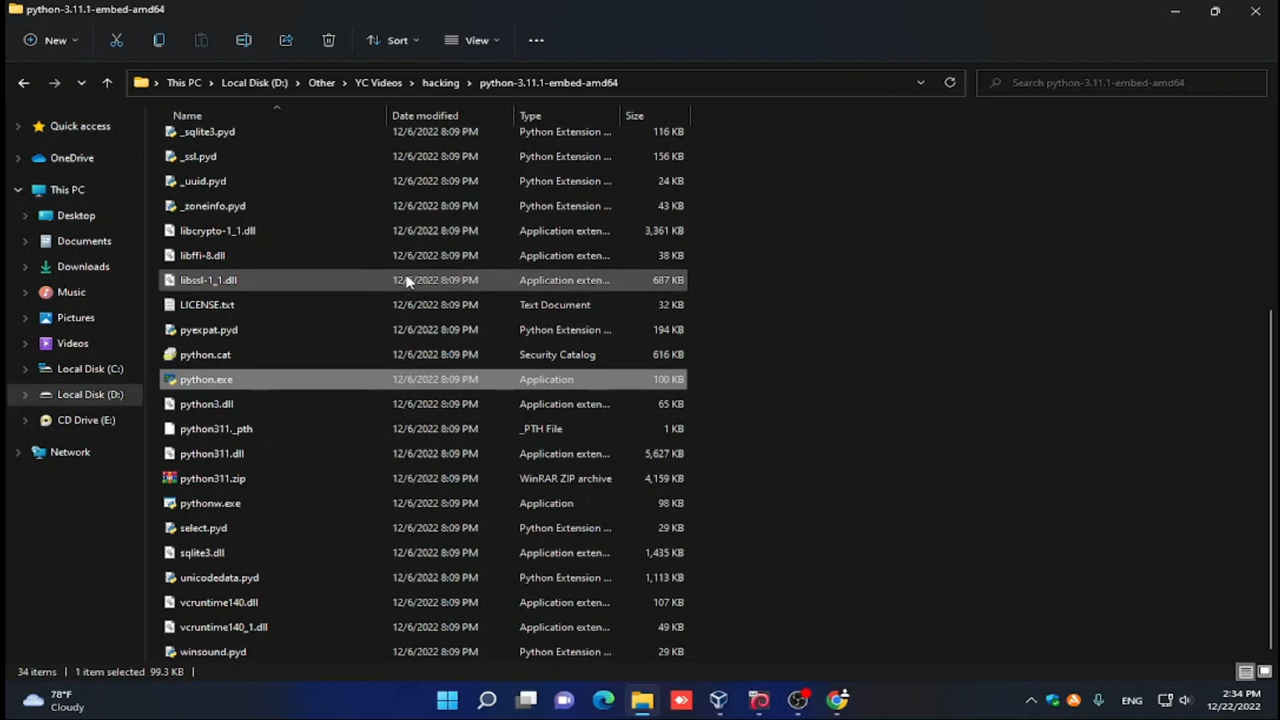 python-3.11.1-embed-amd64
New Sort View
This PC Local Disk (D:) Other YC Videos hacking python-3.11.1-embed-amd64 Search python-3.11.1-embed-amd64
Name Date modified Type Size
Quick access
OneDrive
This PC
Desktop
Documents
Downloads
Music
Pictures
Videos
Local Disk (C:)
Local Disk (D:)
CD Drive (E:)
Network
_sqlite3.pyd 12/6/2022 8:09 PM Python Extension ... 116 KB
_ssl.pyd 12/6/2022 8:09 PM Python Extension ... 156 KB
_uuid.pyd 12/6/2022 8:09 PM Python Extension ... 24 KB
_zoneinfo.pyd 12/6/2022 8:09 PM Python Extension ... 43 KB
libcrypto-1_1.dll 12/6/2022 8:09 PM Application exten... 3,361 KB
libffi-8.dll 12/6/2022 8:09 PM Application exten... 38 KB
libssl-1_1.dll 12/6/2022 8:09 PM Application exten... 687 KB
LICENSE.txt 12/6/2022 8:09 PM Text Document 32 KB
pyexpat.pyd 12/6/2022 8:09 PM Python Extension ... 194 KB
python.cat 12/6/2022 8:09 PM Security Catalog 616 KB
python.exe 12/6/2022 8:09 PM Application 100 KB
python3.dll 12/6/2022 8:09 PM Application exten... 65 KB
python311._pth 12/6/2022 8:09 PM _PTH File 1 KB
python311.dll 12/6/2022 8:09 PM Application exten... 5,627 KB
python311.zip 12/6/2022 8:09 PM WinRAR ZIP archive 4,159 KB
pythonw.exe 12/6/2022 8:09 PM Application 98 KB
select.pyd 12/6/2022 8:09 PM Python Extension ... 29 KB
sqlite3.dll 12/6/2022 8:09 PM Application exten... 1,435 KB
unicodedata.pyd 12/6/2022 8:09 PM Python Extension ... 1,113 KB
vcruntime140.dll 12/6/2022 8:09 PM Application exten... 107 KB
vcruntime140_1.dll 12/6/2022 8:09 PM Application exten... 49 KB
winsound.pyd 12/6/2022 8:09 PM Python Extension ... 29 KB
34 items 1 item selected 99.3 KB
78°F
Cloudy
ENG
2:34 PM
12/22/2022